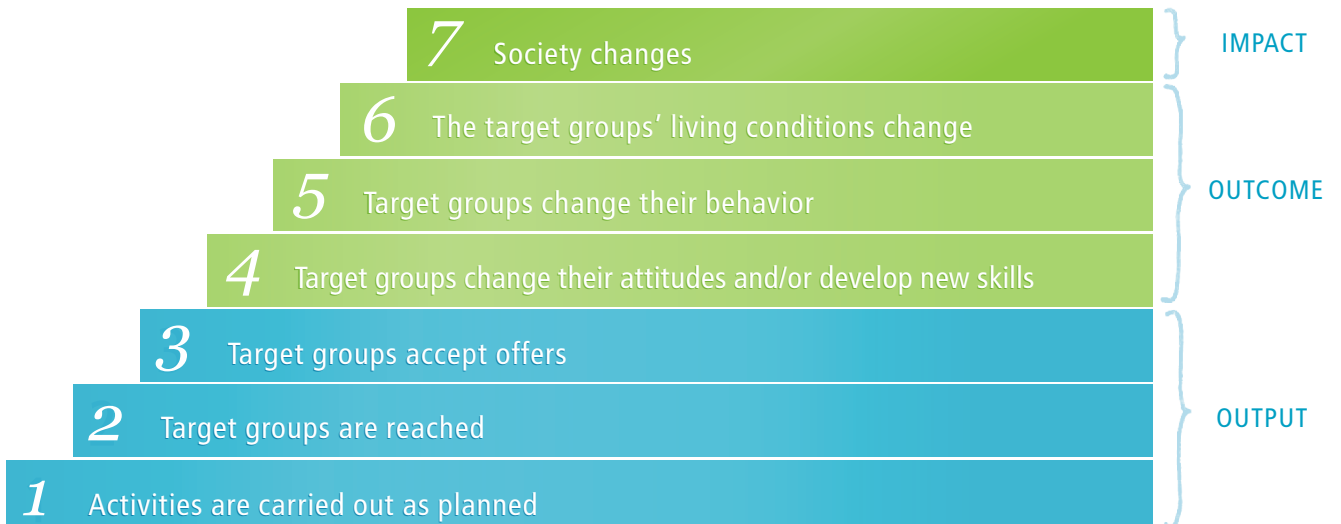 7 Society changes
IMPACT
6 The target groups’ living conditions change
5 Target groups change their behavior
OUTCOME
4 Target groups change their attitudes and/or develop new skills
3 Target groups accept offers
2 Target groups are reached
OUTPUT
1 Activities are carried out as planned